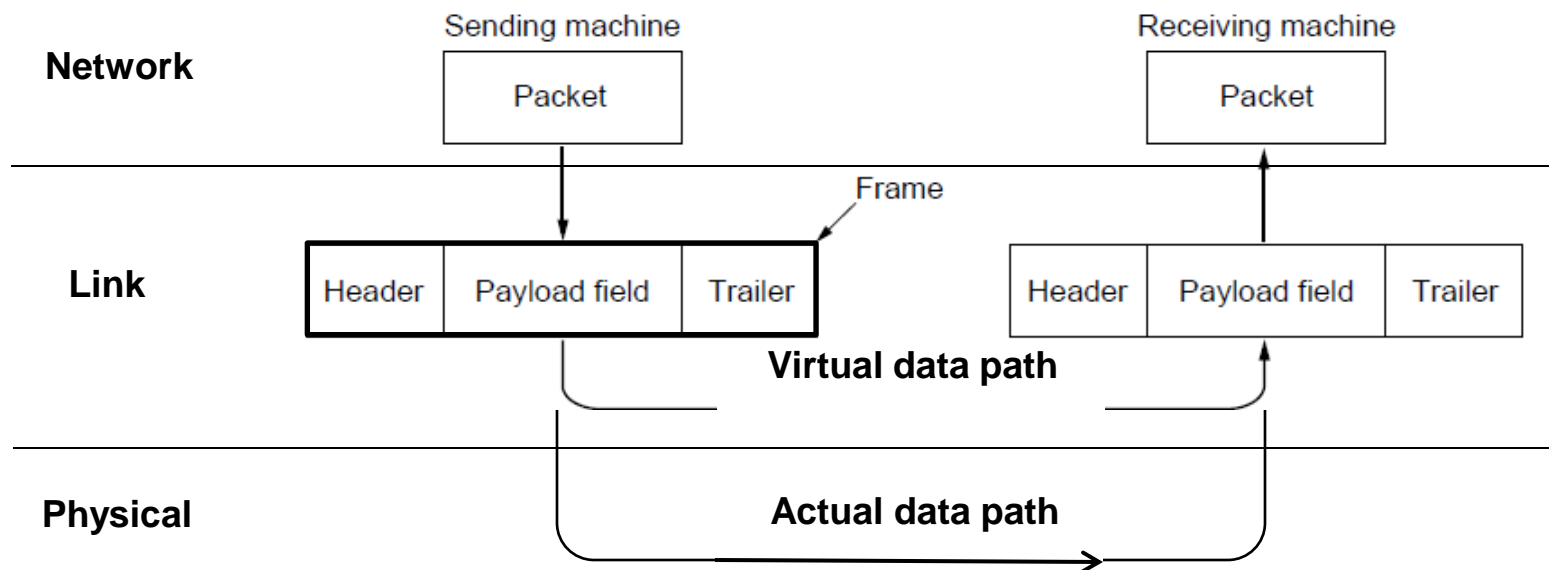 Sending machine
Receiving machine
Network
Packet
Packet
Frame
Link
Header
Payload field
Trailer
Header
Payload field
Trailer
Virtual data path
Physical
Actual data path